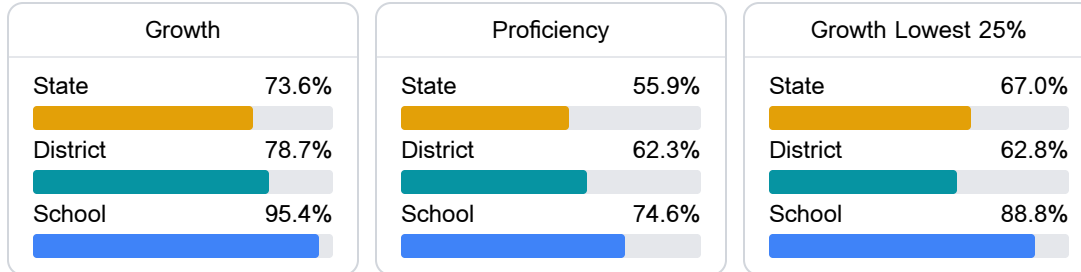 Growth
State 73.6%
District 78.7%
School 95.4%
Proficiency
State 55.9%
District 62.3%
School 74.6%
Growth Lowest 25%
State 67.0%
District 62.8%
School 88.8%